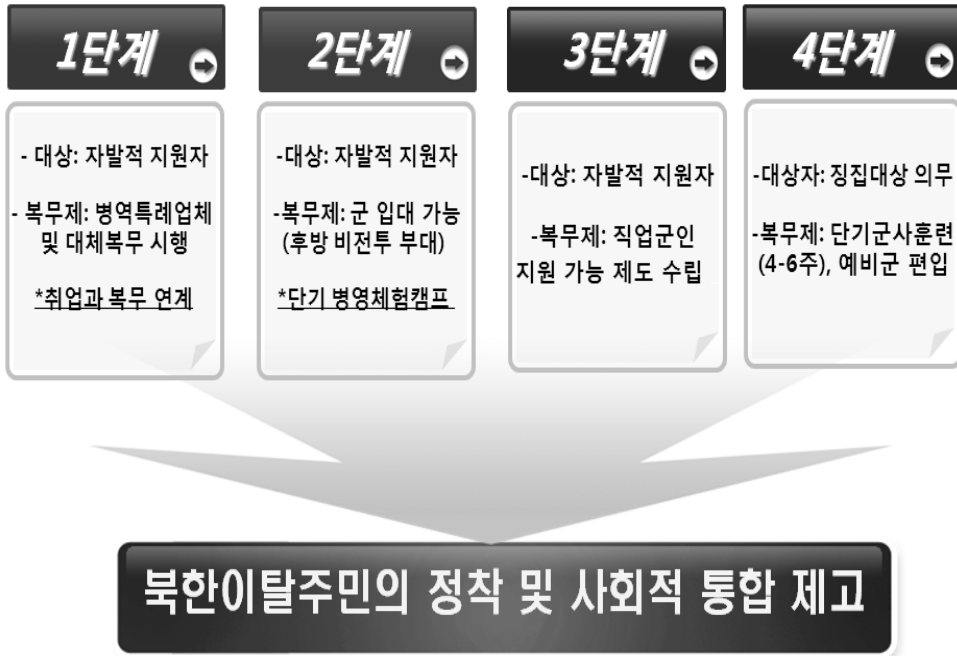 1단계
- 대상: 자발적 지원자
- 복무제: 병역특례업체
및 대체복무 시행
*취업과 복무 연계
2단계
-대상: 자발적 지원자
-복무제: 군 입대 가능
(후방 비전투 부대)
*단기 병영체험캠프
3단계
-대상: 자발적 지원자
-복무제: 직업군인
지원 가능 제도 수립
4단계
-대상자: 징집대상 의무
-복무제: 단기군사훈련
(4-6주), 예비군 편입
북한이탈주민의 정착 및 사회적 통합 제고